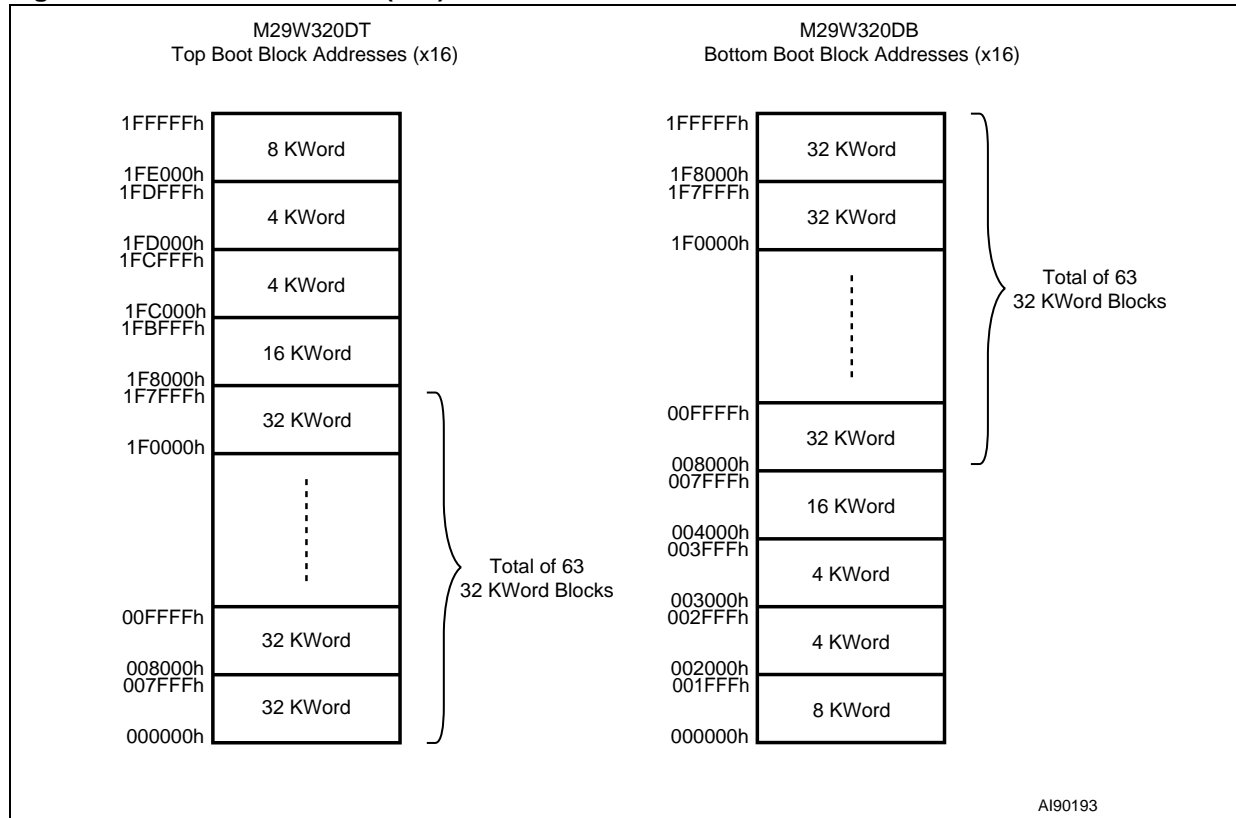 M29W320DT
Top Boot Block Addresses (x16)
1FFFFFh
8 KWord
1FE000h
1FDFFFh
4 KWord
1FD000h
1FCFFFh
4 KWord
1FC000h
1FBFFFh
16 KWord
1F8000h
1F7FFFh
32 KWord
1F0000h
Total of 63
32 KWord Blocks
00FFFFh
32 KWord
008000h
007FFFh
32 KWord
000000h
M29W320DB
Bottom Boot Block Addresses (x16)
1FFFFFh
32 KWord
1F8000h
1F7FFFh
32 KWord
1F0000h
Total of 63
32 KWord Blocks
00FFFFh
32 KWord
008000h
007FFFh
16 KWord
004000h
003FFFh
4 KWord
003000h
002FFFh
4 KWord
002000h
001FFFh
8 KWord
000000h
AI90193